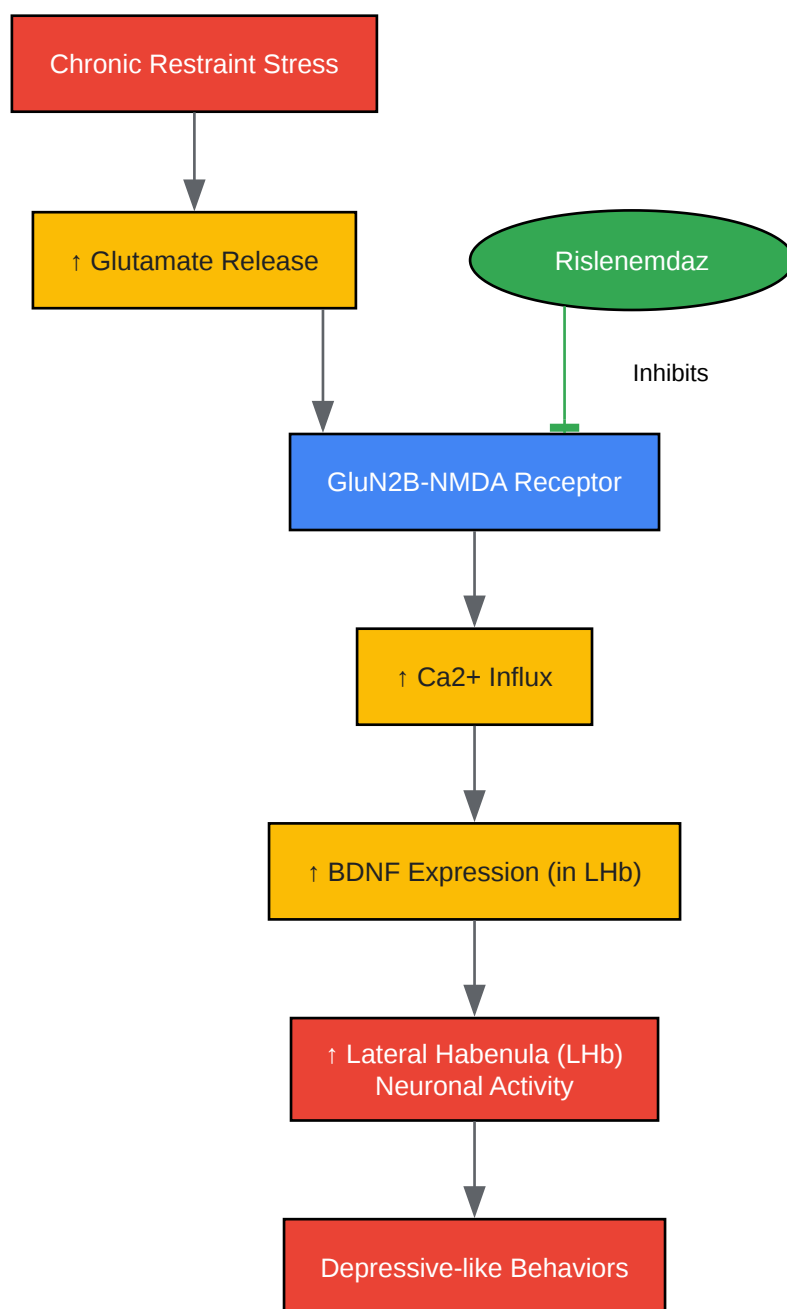 Chronic Restraint Stress
↑ Glutamate Release
Rislenemdaz
Inhibits
GluN2B-NMDA Receptor
↑ Ca2+ Influx
↑ BDNF Expression (in LHb)
↑ Lateral Habenula (LHb)
Neuronal Activity
Depressive-like Behaviors